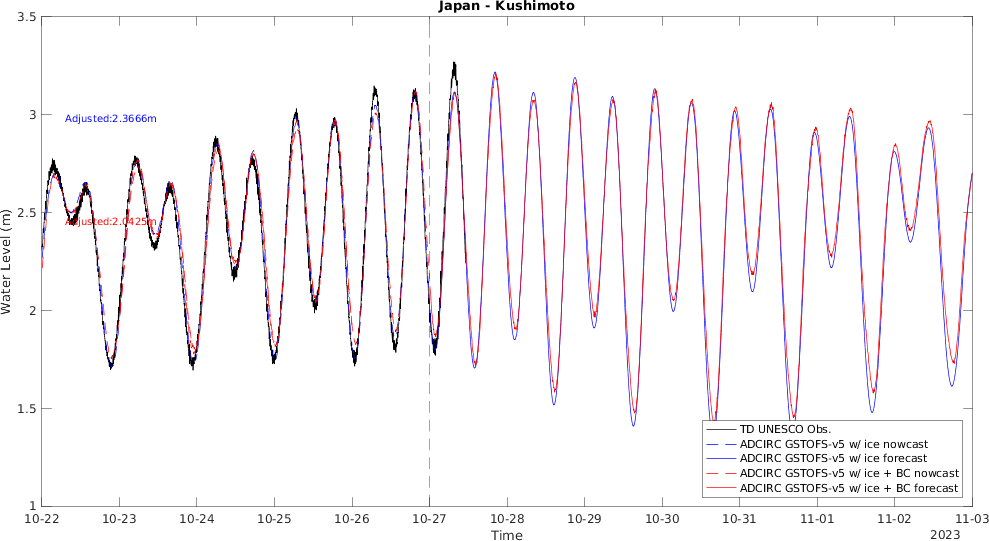 Japan - Kushimoto
3.5
3
2.5
2
1.5
1
Water Level (m)
Adjusted:2.3666m
Adjusted:2.0425m
TD UNESCO Obs.
ADCIRC GSTOFS-v5 w/ ice nowcast
ADCIRC GSTOFS-v5 w/ ice forecast
ADCIRC GSTOFS-v5 w/ ice + BC nowcast
ADCIRC GSTOFS-v5 w/ ice + BC forecast
10-22 10-23 10-24 10-25 10-26 10-27 10-28 10-29 10-30 10-31 11-01 11-02 11-03
Time
2023